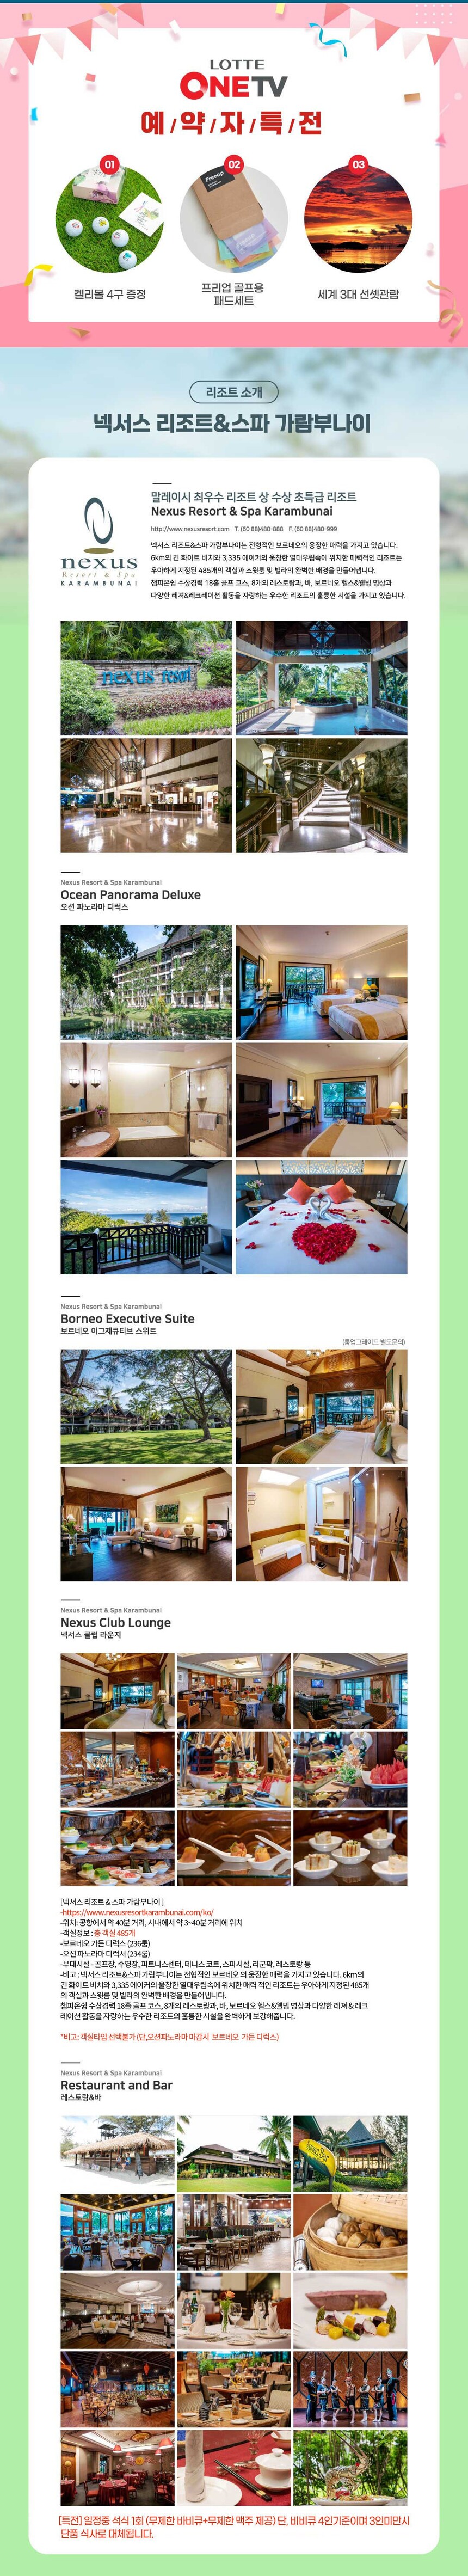 LOTTE
ONETV
예/약/자/특/전
01
02
03
Freeup
켈리볼 4구 증정
프리업 골프용
패드세트
세계 3대 선셋관람
리조트 소개
넥서스 리조트&스파 가람부나이
nexus
Resort & Spa
KARAMBUNAI
말레이시 최우수 리조트 상 수상 초특급 리조트
Nexus Resort & Spa Karambunai
http://www.nexusresort.com T. (60 88)480-888 F. (60 88)480-999
넥서스 리조트&스파 가람부나이는 전형적인 보르네오의 웅장한 매력을 가지고 있습니다.
6km의 긴 화이트 비치와 3,335 에이커의 울창한 열대우림속에 위치한 매력적인 리조트는
우아하게 지정된 485개의 객실과 스윗룸 및 빌라의 완벽한 배경을 만들어냅니다.
챔피온쉽 수상경력 18홀 골프 코스, 8개의 레스토랑과, 바, 보르네오 헬스&웰빙 명상과
다양한 레져&레크레이션 활동을 자랑하는 우수한 리조트의 훌륭한 시설을 가지고 있습니다.
nexus resort
Nexus Resort & Spa Karambunai
Ocean Panorama Deluxe
오션 파노라마 디럭스
Nexus Resort & Spa Karambunai
Borneo Executive Suite
보르네오 이그제큐티브 스위트
(룸업그레이드 별도문의)
Nexus Resort & Spa Karambunai
Nexus Club Lounge
넥서스 클럽 라운지
[넥서스 리조트 & 스파 가람부나이 ]
-https://www.nexusresortkarambunai.com/ko/
-위치: 공항에서 약 40분 거리, 시내에서 약 3~40분 거리에 위치
-객실정보 : 총 객실 485개
-보르네오 가든 디럭스 (236룸)
-오션 파노라마 디럭서 (234룸)
-부대시설 - 골프장, 수영장, 피트니스센터, 테니스 코트, 스파시설, 라군팍, 레스토랑 등
-비고 : 넥서스 리조트&스파 가람부나이는 전형적인 보르네오 의 웅장한 매력을 가지고 있습니다. 6km의
긴 화이트 비치와 3,335 에이커의 울창한 열대우림속에 위치한 매력 적인 리조트는 우아하게 지정된 485개
의 객실과 스윗룸 및 빌라의 완벽한 배경을 만들어냅니다.
챔피온쉽 수상경력 18홀 골프 코스, 8개의 레스토랑과, 바, 보르네오 헬스&웰빙 명상과 다양한 레져 & 레크
레이션 활동을 자랑하는 우수한 리조트의 훌륭한 시설을 완벽하게 보강해줍니다.
*비고: 객실타입 선택불가 (단,오션파노라마 마감시 보르네오 가든 디럭스)
Nexus Resort & Spa Karambunai
Restaurant and Bar
레스토랑&바
[특전] 일정중 석식 1회 (무제한 바비큐+무제한 맥주 제공) 단, 비비큐 4인기준이며 3인미만시
단품 식사로 대체됩니다.